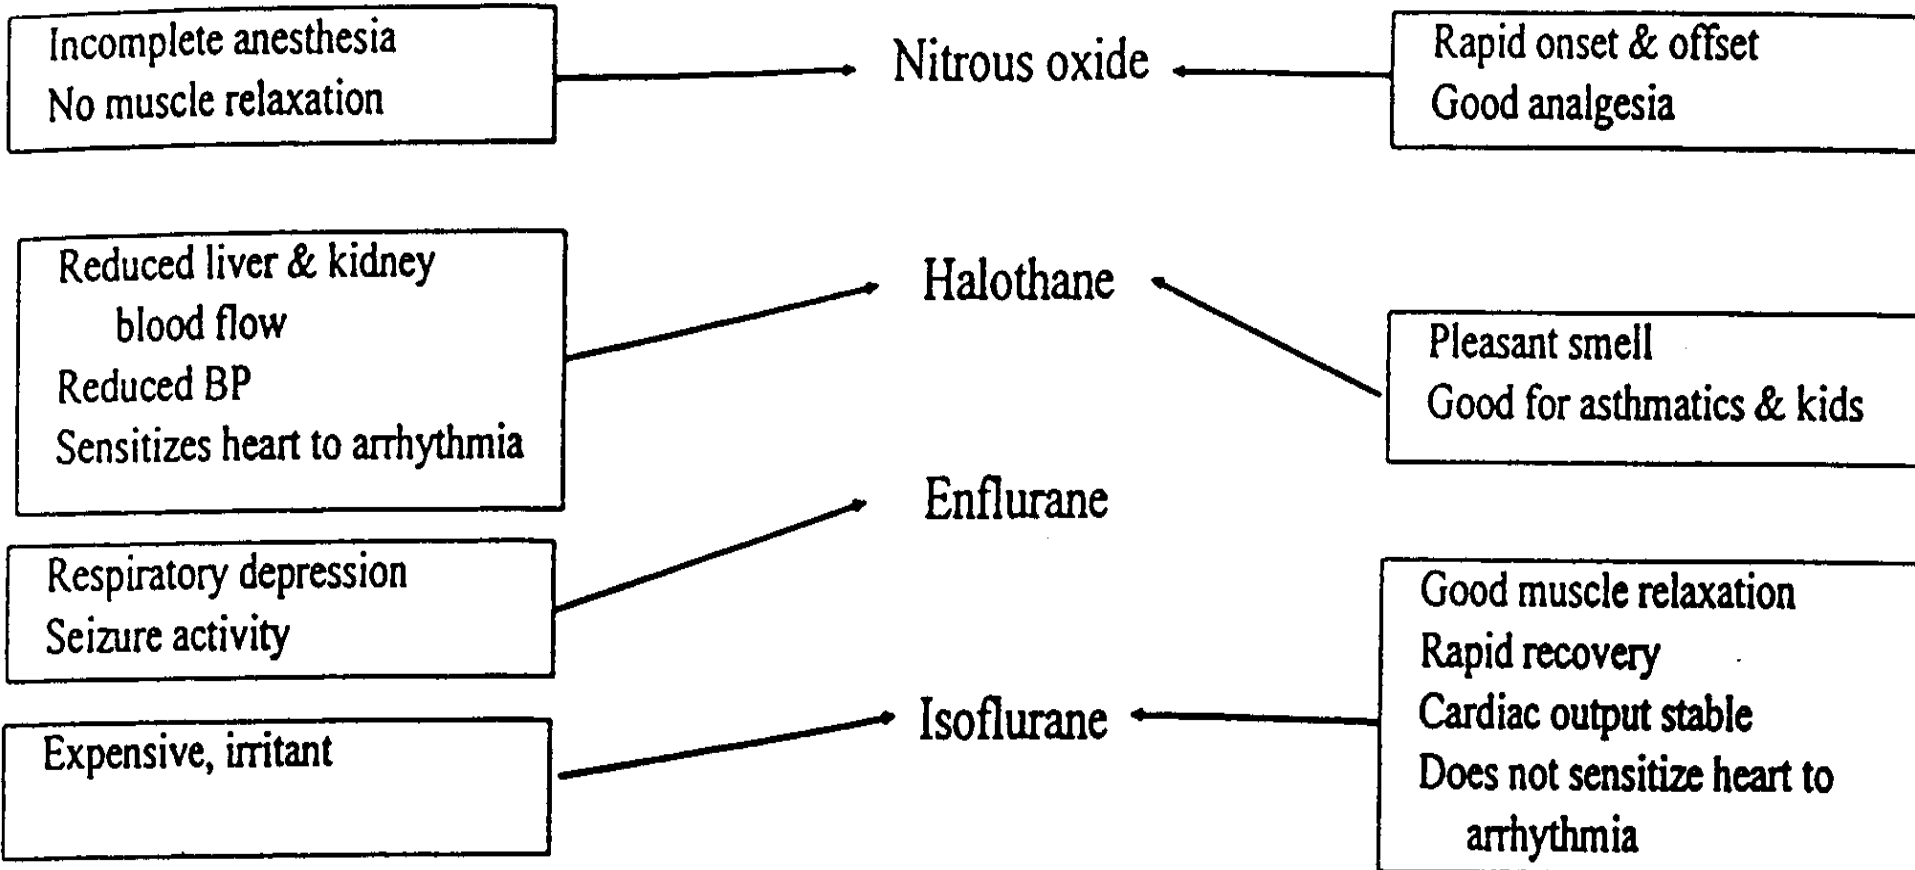 Incomplete anesthesia
No muscle relaxation
Nitrous oxide
Rapid onset & offset
Good analgesia
Reduced liver & kidney
blood flow
Reduced BP
Sensitizes heart to arrhythmia
Halothane
Pleasant smell
Good for asthmatics & kids
Enflurane
Respiratory depression
Seizure activity
Expensive, irritant
Isoflurane
Good muscle relaxation
Rapid recovery
Cardiac output stable
Does not sensitize heart to
arrhythmia